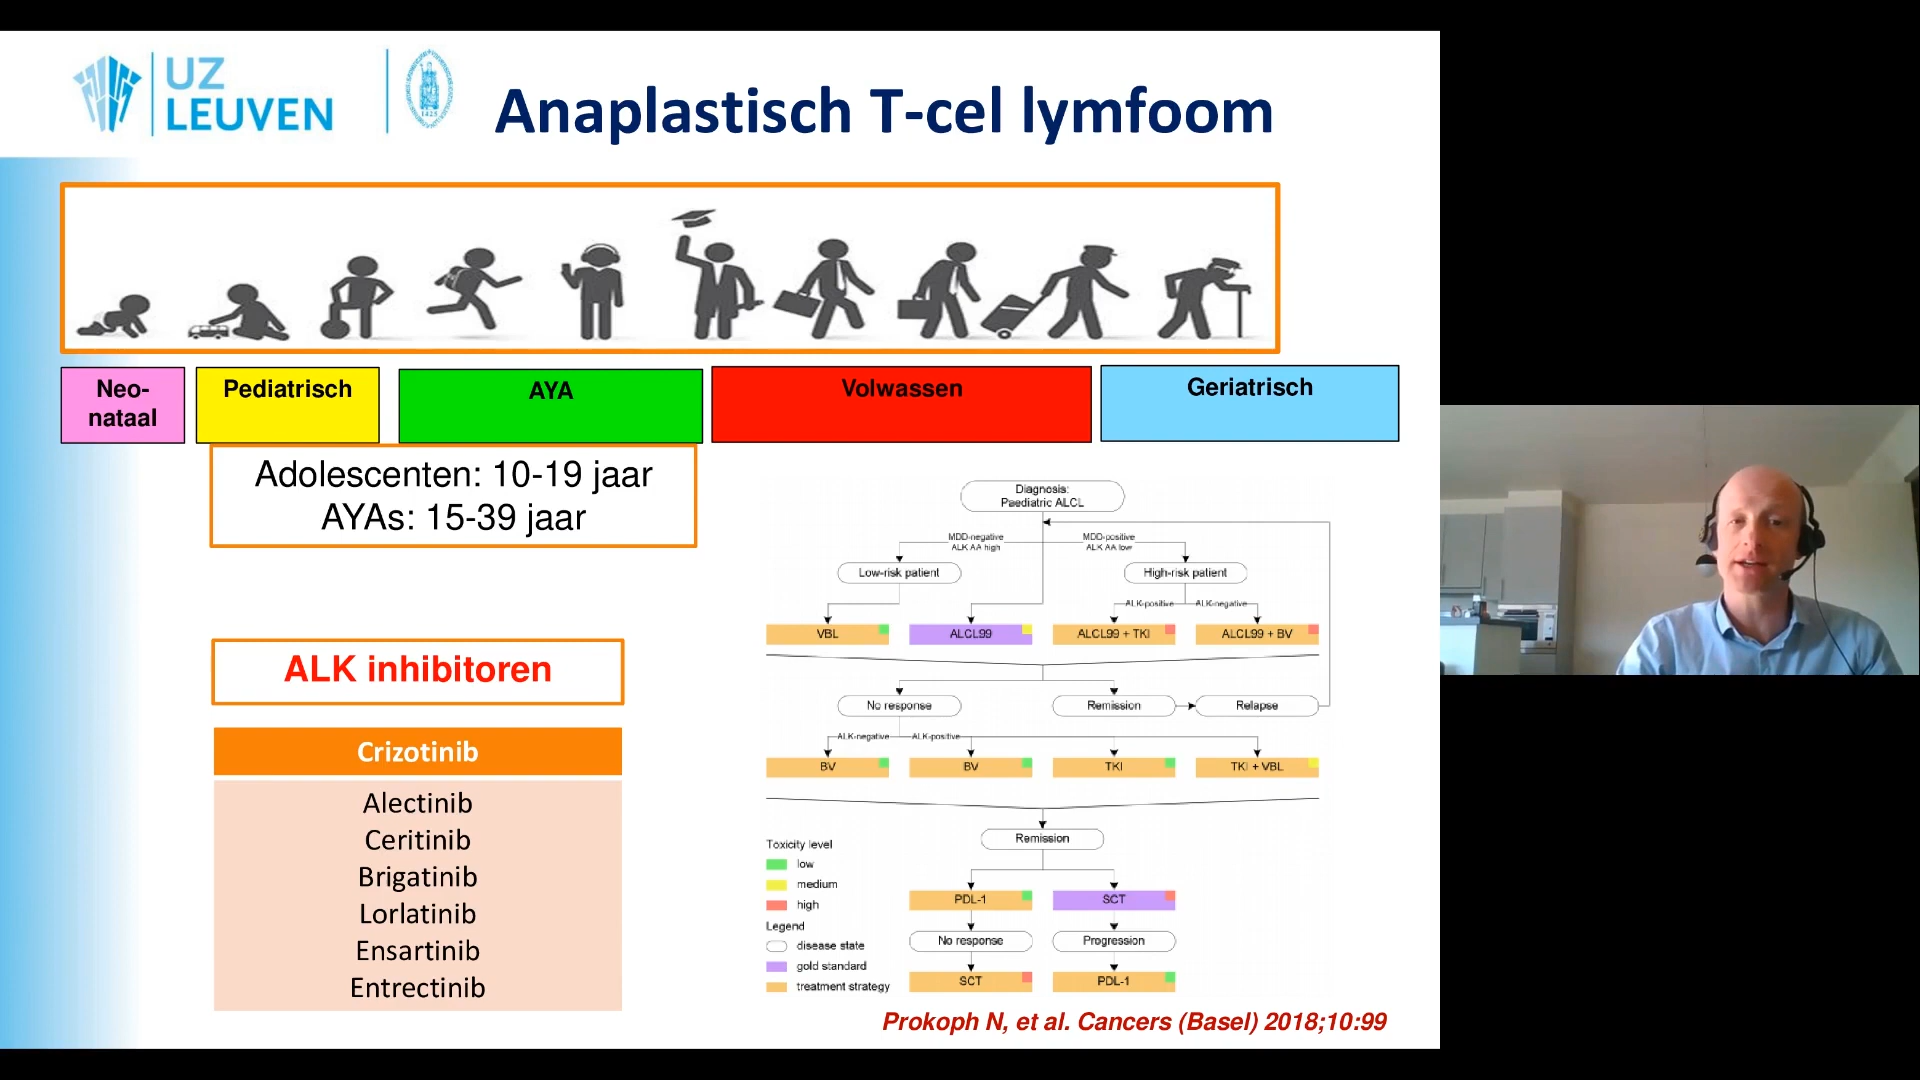 UZ
LEUVEN
1425
Anaplastisch T-cel lymfoom
Neo-
nataal
Pediatrisch
AYA
Volwassen
Geriatrisch
Adolescenten: 10-19 jaar
AYAs: 15-39 jaar
ALK inhibitoren
Crizotinib
Alectinib
Ceritinib
Brigatinib
Lorlatinib
Ensartinib
Entrectinib
Diagnosis:
Paediatric ALCL
MDD-negative
ALK AA high
MDD-positive
ALK AA low
Low-risk patient
High-risk patient
ALK-positive
ALK-negative
VBL
ALCL99
ALCL99 + TKI
ALCL99 + BV
No response
Remission
Relapse
ALK-negative
ALK-positive
BV
BV
TKI
TKI + VBL
Remission
PDL-1
SCT
No response
Progression
SCT
PDL-1
Toxicity level
low
medium
high
Legend
disease state
gold standard
treatment strategy
Prokoph N, et al. Cancers (Basel) 2018;10:99